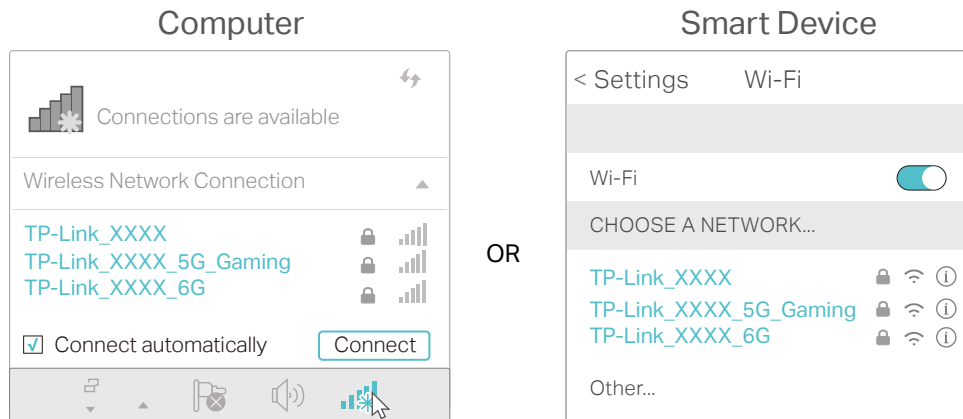 Computer
Connections are available
Wireless Network Connection
TP-Link_XXXX
TP-Link_XXXX_5G_Gaming
TP-Link_XXXX_6G
Connect automatically
Connect
OR
Smart Device
< Settings
Wi-Fi
Wi-Fi
CHOOSE A NETWORK...
TP-Link_XXXX
TP-Link_XXXX_5G_Gaming
TP-Link_XXXX_6G
Other...